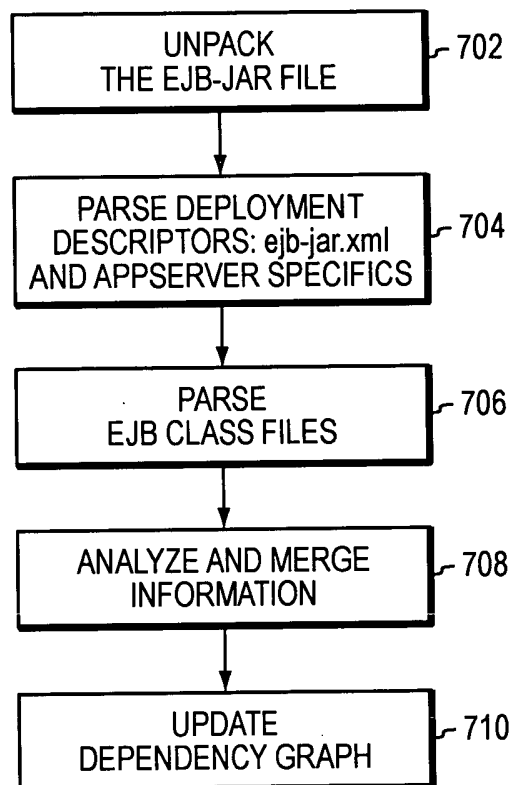 UNPACK
THE EJB-JAR FILE
702
PARSE DEPLOYMENT
DESCRIPTORS: ejb-jar.xml
AND APPSERVER SPECIFICS
704
PARSE
EJB CLASS FILES
706
ANALYZE AND MERGE
INFORMATION
708
UPDATE
DEPENDENCY GRAPH
710